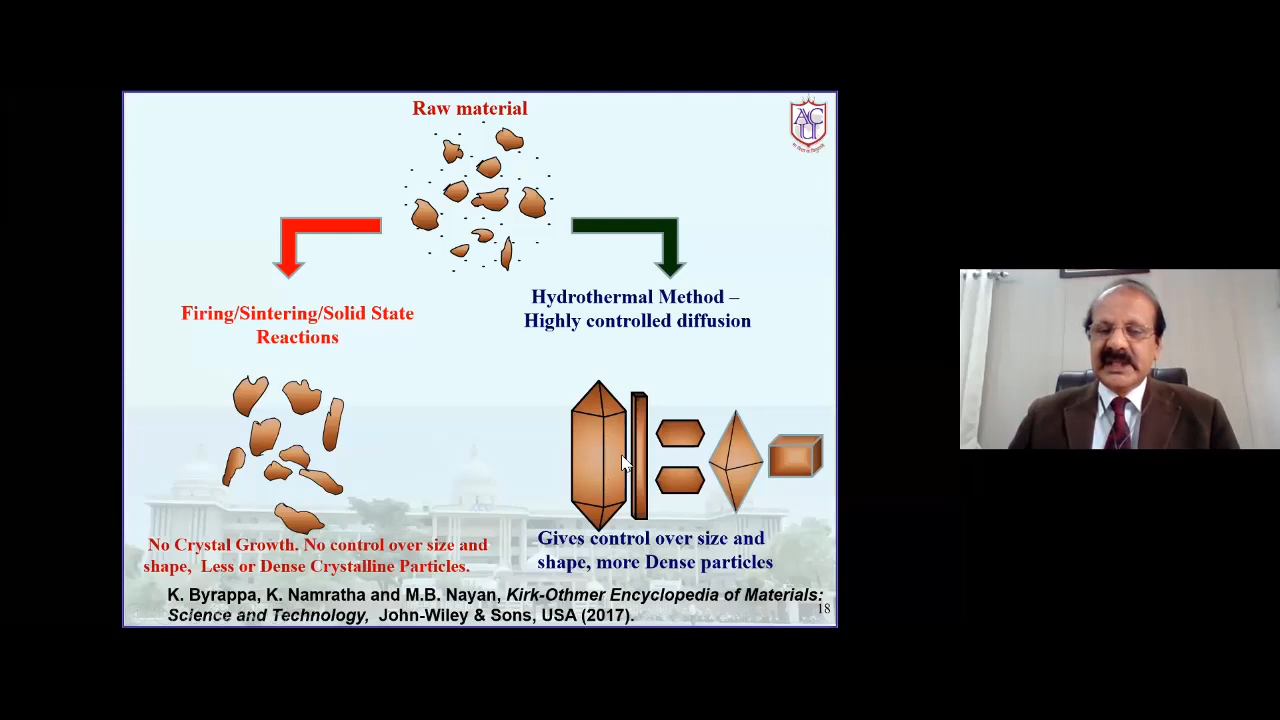 Raw material
ACU
Firing/Sintering/Solid State
Reactions
Hydrothermal Method –
Highly controlled diffusion
No Crystal Growth. No control over size and
shape, Less or Dense Crystalline Particles.
Gives control over size and
shape, more Dense particles
K. Byrappa, K. Namratha and M.B. Nayan, Kirk-Othmer Encyclopedia of Materials:
Science and Technology, John-Wiley & Sons, USA (2017).
18